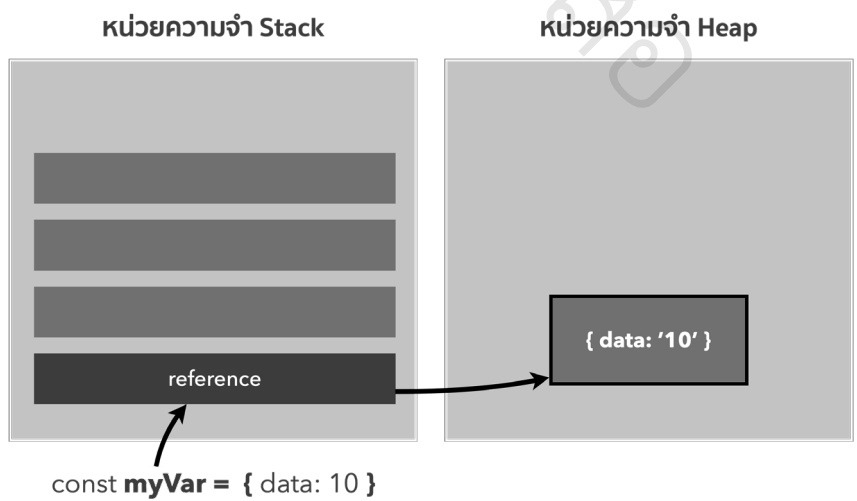 หน่วยความจำ Stack
หน่วยความจำ Heap
{ data: ’10’ }
reference
const myVar = { data: 10 }